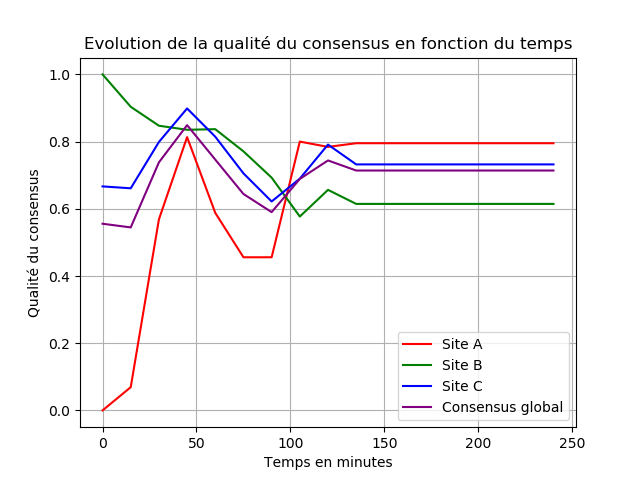 Evolution de la qualité du consensus en fonction du temps
Qualité du consensus
1.0
0.8
0.6
0.4
0.2
0.0
0
50
100
150
200
250
Temps en minutes
Site A
Site B
Site C
Consensus global